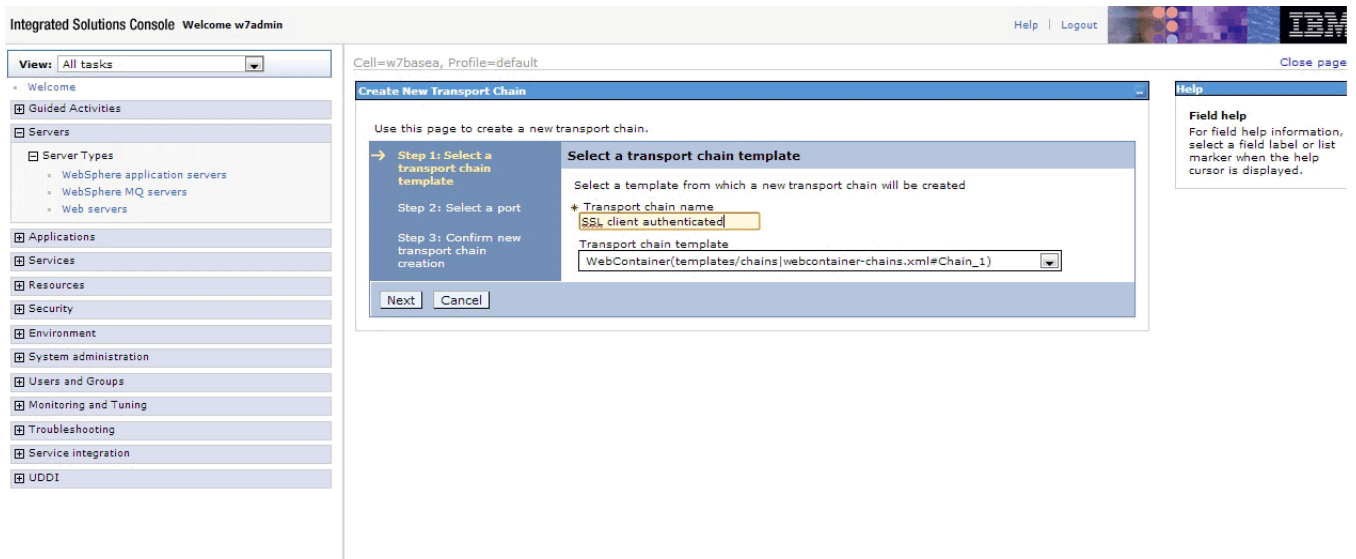 Integrated Solutions Console Welcome w7admin
Help | Logout
IBM
View: All tasks
Cell=w7basea, Profile=default
Close page
Welcome
Guided Activities
Servers
Server Types
WebSphere application servers
WebSphere MQ servers
Web servers
Applications
Services
Resources
Security
Environment
System administration
Users and Groups
Monitoring and Tuning
Troubleshooting
Service integration
UDDI
Create New Transport Chain
Use this page to create a new transport chain.
Step 1: Select a
transport chain
template
Step 2: Select a port
Step 3: Confirm new
transport chain
creation
Select a transport chain template
Select a template from which a new transport chain will be created
* Transport chain name
SSL client authenticated
Transport chain template
WebContainer(templates/chains|webcontainer-chains.xml#Chain_1)
Next Cancel
Help
Field help
For field help information,
select a field label or list
marker when the help
cursor is displayed.